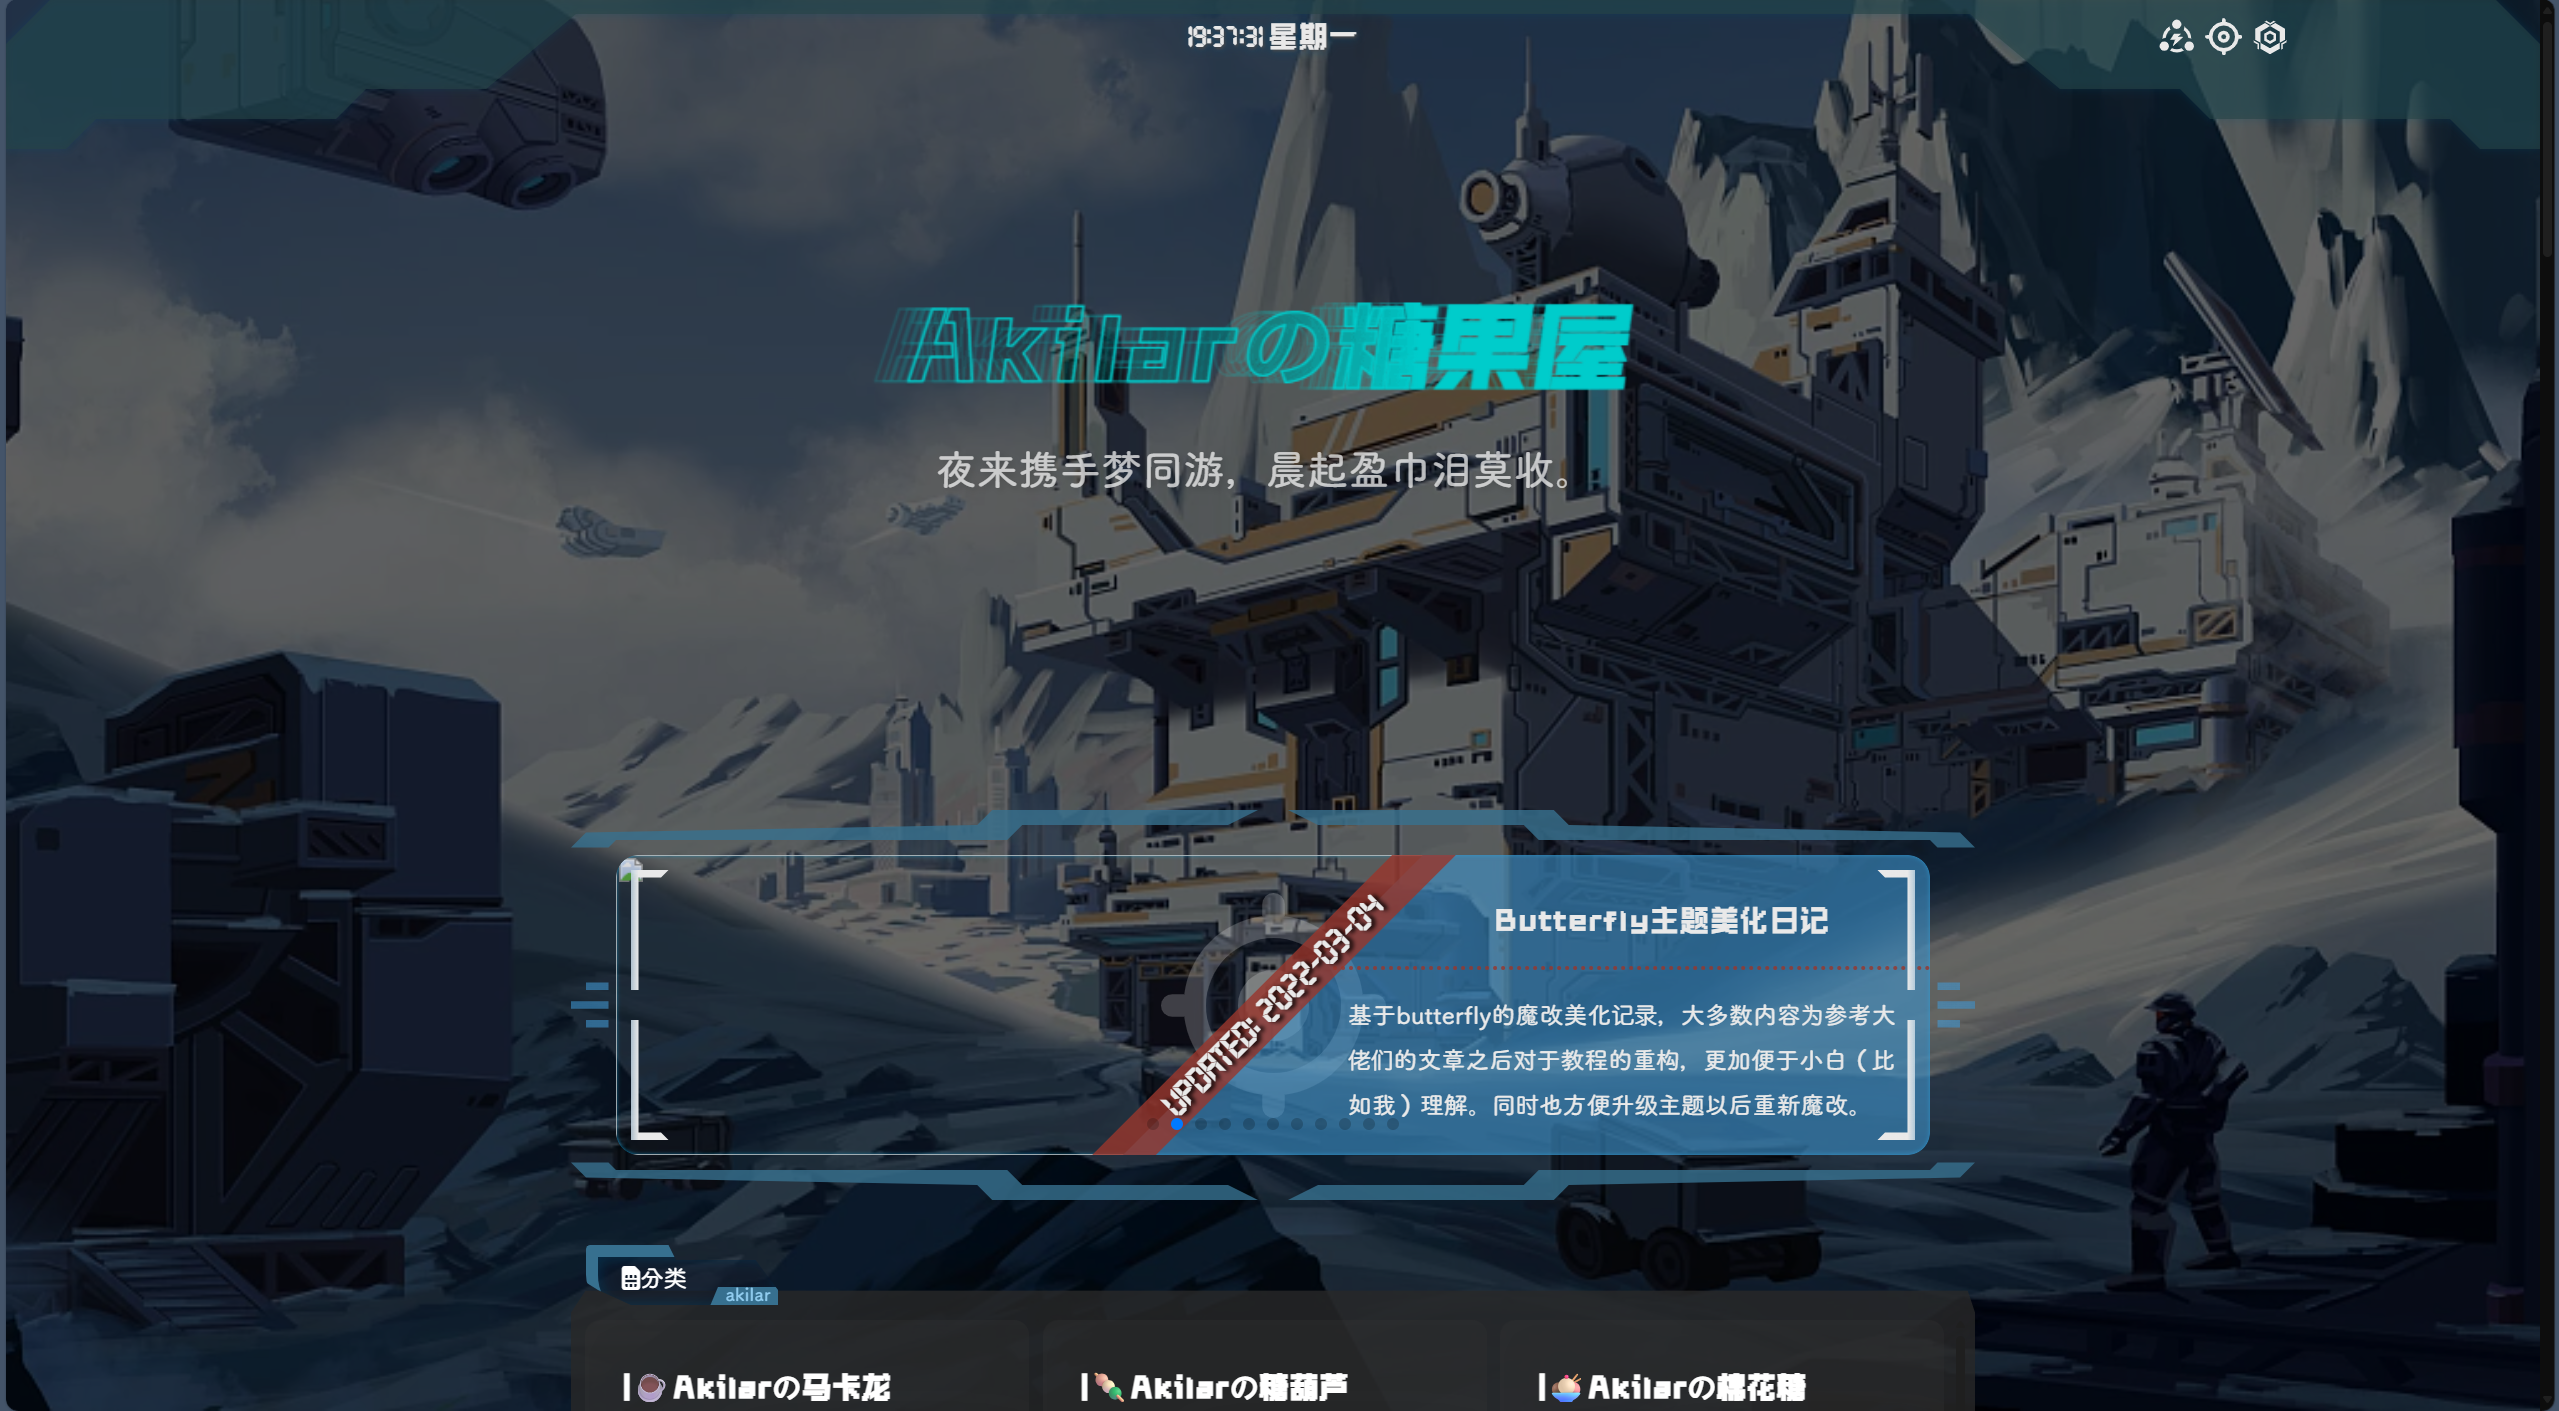 19:37:31 星期一
Akilarの糖果屋
夜来携手梦同游，晨起盈巾泪莫收。
UPDATED: 2022-03-04
Butterfly主题美化日记
基于butterfly的魔改美化记录，大多数内容为参考大
佬们的文章之后对于教程的重构，更加便于小白（比
如我）理解。同时也方便升级主题以后重新魔改。
分类
akilar
Akilarの马卡龙
Akilarの糖葫芦
Akilarの棉花糖